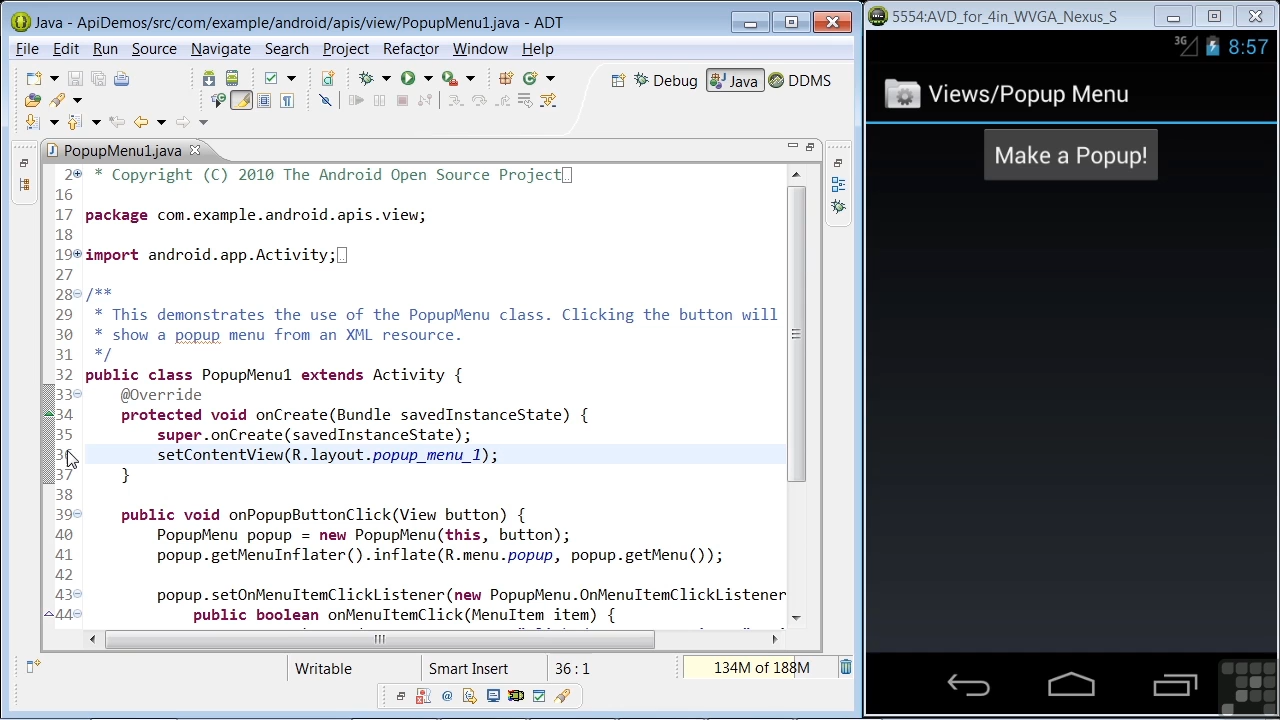 Java - ApiDemos/src/com/example/android/apis/view/PopupMenu1.java - ADT
File Edit Run Source Navigate Search Project Refactor Window Help
Debug Java DDMS
PopupMenu1.java
2 * Copyright (C) 2010 The Android Open Source Project
16
17 package com.example.android.apis.view;
18
19 import android.app.Activity;
27
28 /**
29 * This demonstrates the use of the PopupMenu class. Clicking the button will
30 * show a popup menu from an XML resource.
31 */
32 public class PopupMenu1 extends Activity {
33 @Override
34 protected void onCreate(Bundle savedInstanceState) {
35 super.onCreate(savedInstanceState);
36 setContentView(R.layout.popup_menu_1);
37 }
38
39 public void onPopupButtonClick(View button) {
40 PopupMenu popup = new PopupMenu(this, button);
41 popup.getMenuInflater().inflate(R.menu.popup, popup.getMenu());
42
43 popup.setOnMenuItemClickListener(new PopupMenu.OnMenuItemClickListener
44 public boolean onMenuItemClick(MenuItem item) {
Writable Smart Insert 36 : 1 134M of 188M
5554:AVD_for_4in_WVGA_Nexus_S
3G 8:57
Views/Popup Menu
Make a Popup!